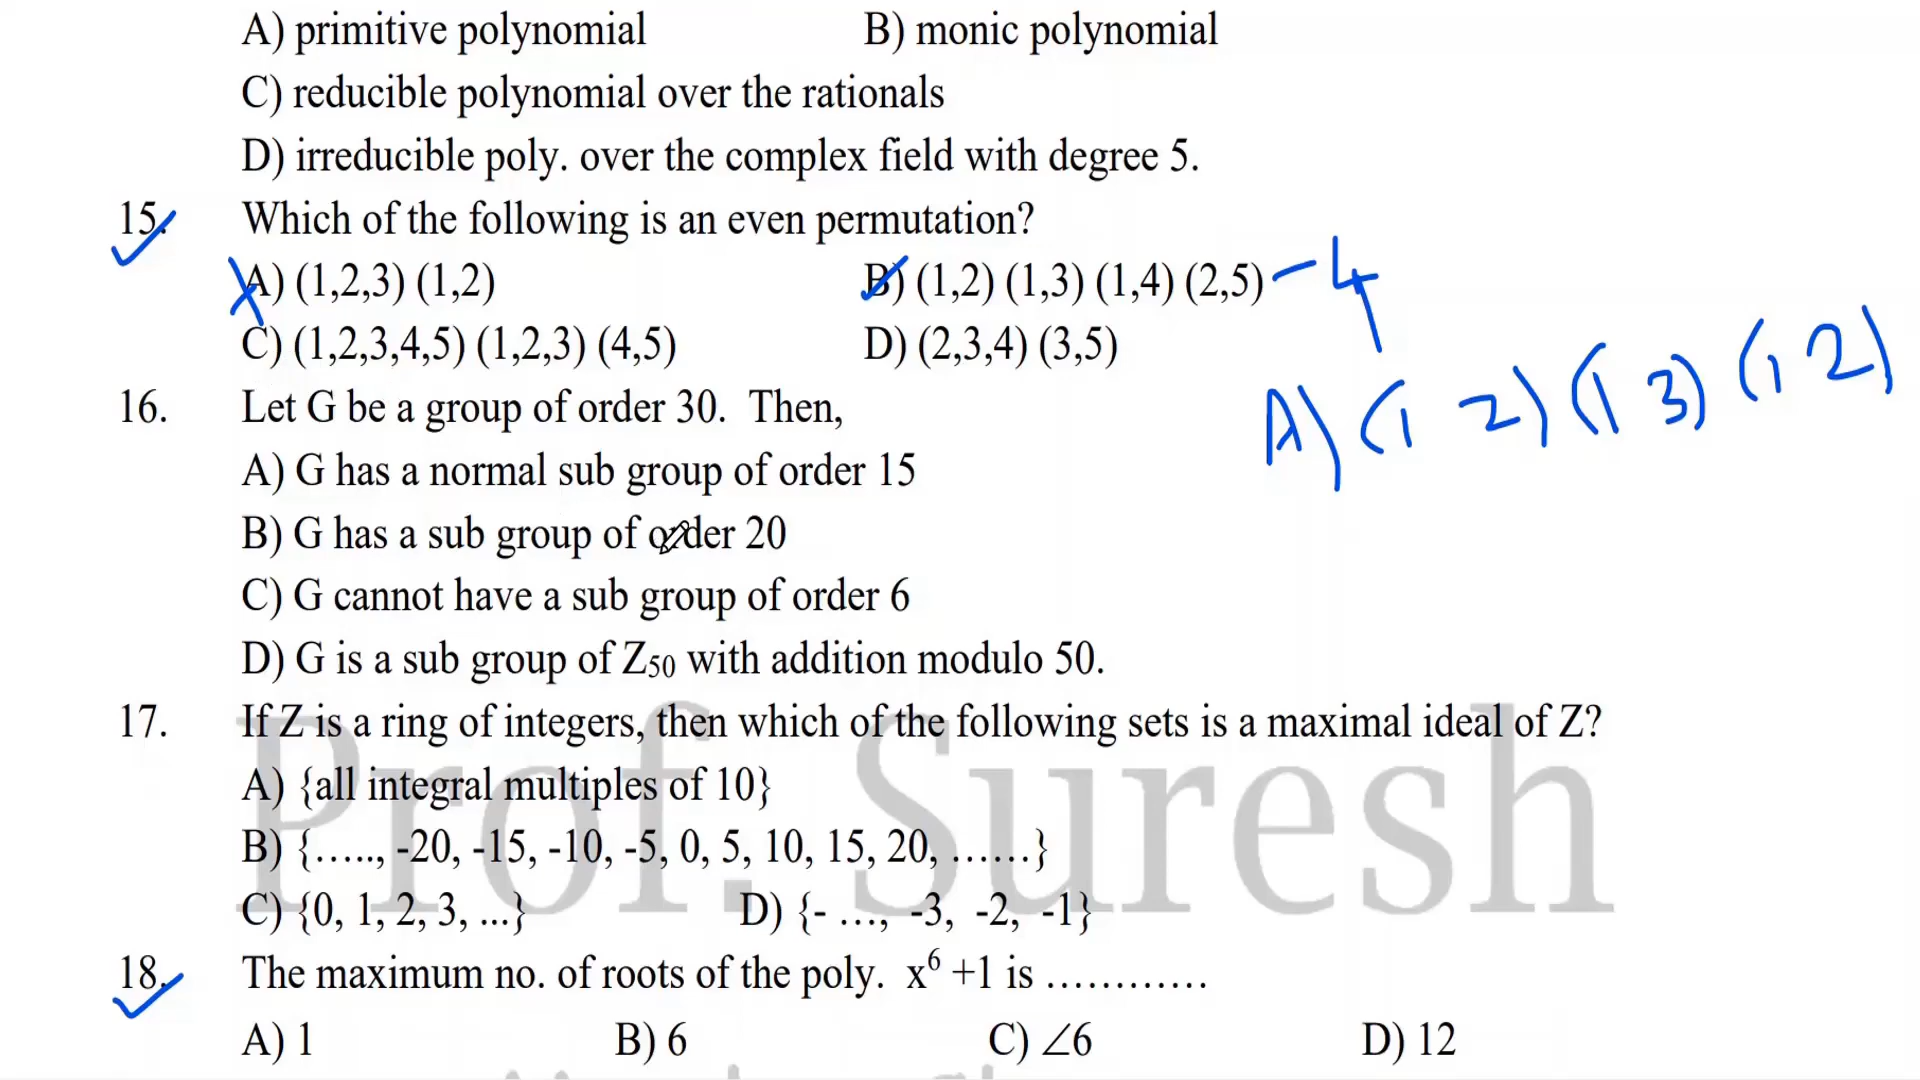 A) primitive polynomial B) monic polynomial
C) reducible polynomial over the rationals
D) irreducible poly. over the complex field with degree 5.
15. Which of the following is an even permutation?
A) (1,2,3) (1,2) B) (1,2) (1,3) (1,4) (2,5) – 4
C) (1,2,3,4,5) (1,2,3) (4,5) D) (2,3,4) (3,5)
A) (1 2) (1 3) (1 2)
16. Let G be a group of order 30. Then,
A) G has a normal sub group of order 15
B) G has a sub group of order 20
C) G cannot have a sub group of order 6
D) G is a sub group of Z50 with addition modulo 50.
17. If Z is a ring of integers, then which of the following sets is a maximal ideal of Z?
Prof. Suresh
A) {all integral multiples of 10}
B) {….., -20, -15, -10, -5, 0, 5, 10, 15, 20, ……}
C) {0, 1, 2, 3, ...} D) {- …, -3, -2, -1}
18. The maximum no. of roots of the poly. x⁶ +1 is …………
A) 1 B) 6 C) ∠6 D) 12